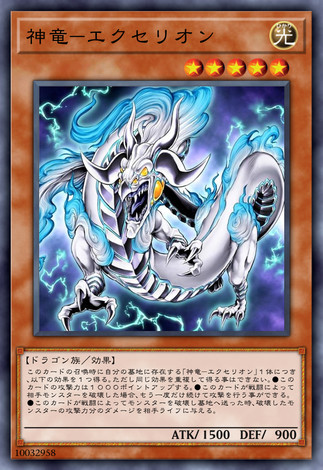 神竜－エクセリオン
光
【ドラゴン族／効果】
このカードの召喚時に自分の墓地に存在する「神竜－エクセリオン」１体につき、
以下の効果を１つ得る。ただし同じ効果を重複して得る事はできない。●こ
のカードの攻撃力は１０００ポイントアップする。●このカードが戦闘によって
相手モンスターを破壊した場合、もう一度だけ続けて攻撃を行う事ができる。
●このカードが戦闘によってモンスターを破壊し墓地へ送った時、破壊したモ
ンスターの攻撃力分のダメージを相手ライフに与える。
ATK/ 1500 DEF/ 900
10032958